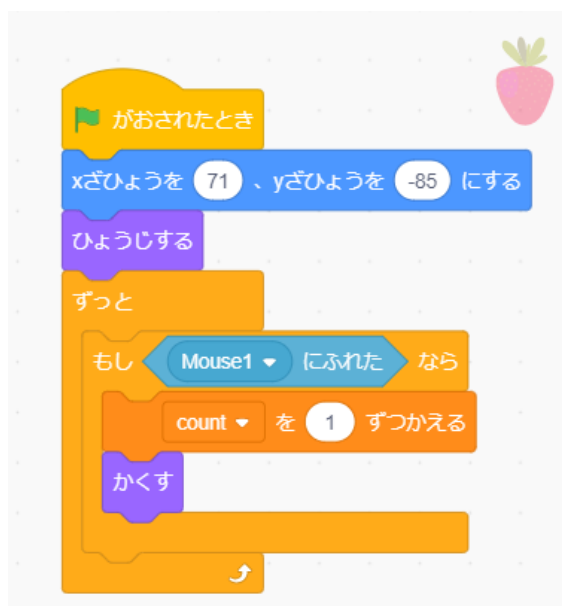 がおされたとき
xざひょうを 71 、yざひょうを -85 にする
ひょうじする
ずっと
もし Mouse1 にふれた なら
count を 1 ずつかえる
かくす